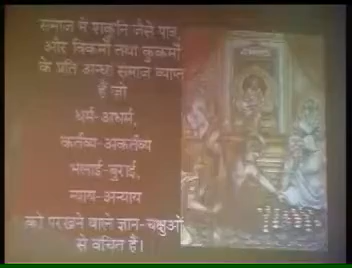 समाज में शकुनि जैसे पात्र,
और विकर्मों तथा कुकर्मों
के प्रति अन्धा समाज व्याप्त
है जो
धर्म-अधर्म,
कर्तव्य-अकर्तव्य
भलाई-बुराई,
न्याय-अन्याय
को परखने वाले ज्ञान-चक्षुओं
से वंचित है।